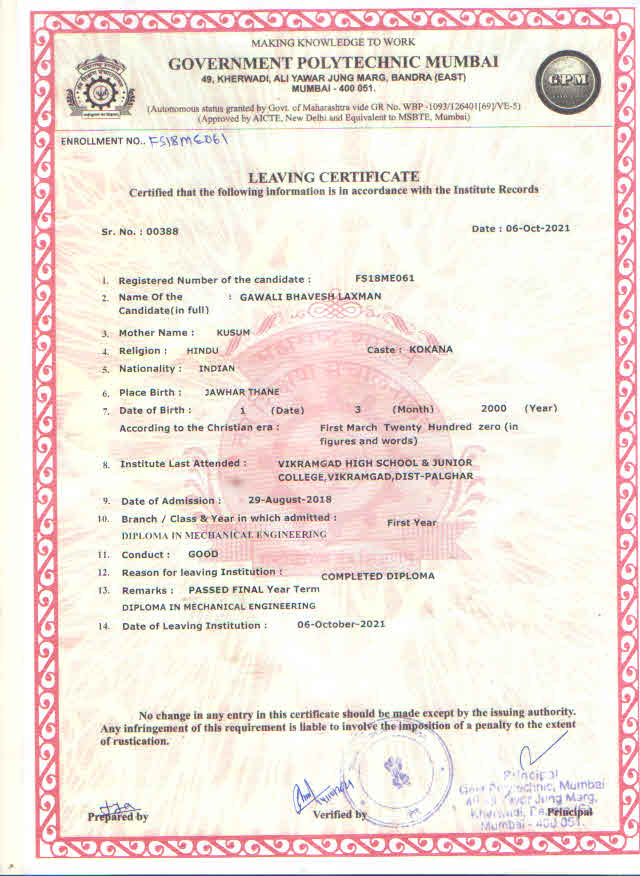 MAKING KNOWLEDGE TO WORK
GOVERNMENT POLYTECHNIC MUMBAI
49, KHERWADI, ALI YAWAR JUNG MARG, BANDRA (EAST)
MUMBAI - 400 051.
GPM
(Autonomous status granted by Govt. of Maharashtra vide GR No. WBP -1093/126401[69]/VE-5)
(Approved by AICTE, New Delhi and Equivalent to MSBTE, Mumbai)
ENROLLMENT NO.. FS18ME061
LEAVING CERTIFICATE
Certified that the following information is in accordance with the Institute Records
Sr. No. : 00388 Date : 06-Oct-2021
1. Registered Number of the candidate : FS18ME061
2. Name Of the : GAWALI BHAVESH LAXMAN
Candidate(in full)
3. Mother Name : KUSUM
4. Religion : HINDU Caste : KOKANA
5. Nationality : INDIAN
6. Place Birth : JAWHAR THANE
7. Date of Birth : 1 (Date) 3 (Month) 2000 (Year)
According to the Christian era : First March Twenty Hundred zero (in
figures and words)
8. Institute Last Attended : VIKRAMGAD HIGH SCHOOL & JUNIOR
COLLEGE,VIKRAMGAD,DIST-PALGHAR
9. Date of Admission : 29-August-2018
10. Branch / Class & Year in which admitted : First Year
DIPLOMA IN MECHANICAL ENGINEERING
11. Conduct : GOOD
12. Reason for leaving Institution : COMPLETED DIPLOMA
13. Remarks : PASSED FINAL Year Term
DIPLOMA IN MECHANICAL ENGINEERING
14. Date of Leaving Institution : 06-October-2021
No change in any entry in this certificate should be made except by the issuing authority.
Any infringement of this requirement is liable to involve the imposition of a penalty to the extent
of rustication.
Principal
Govt Polytechnic, Mumbai
Jung Marg,
Kherwadi,
Mumbai - 400 051.
Prepared by Verified by Principal